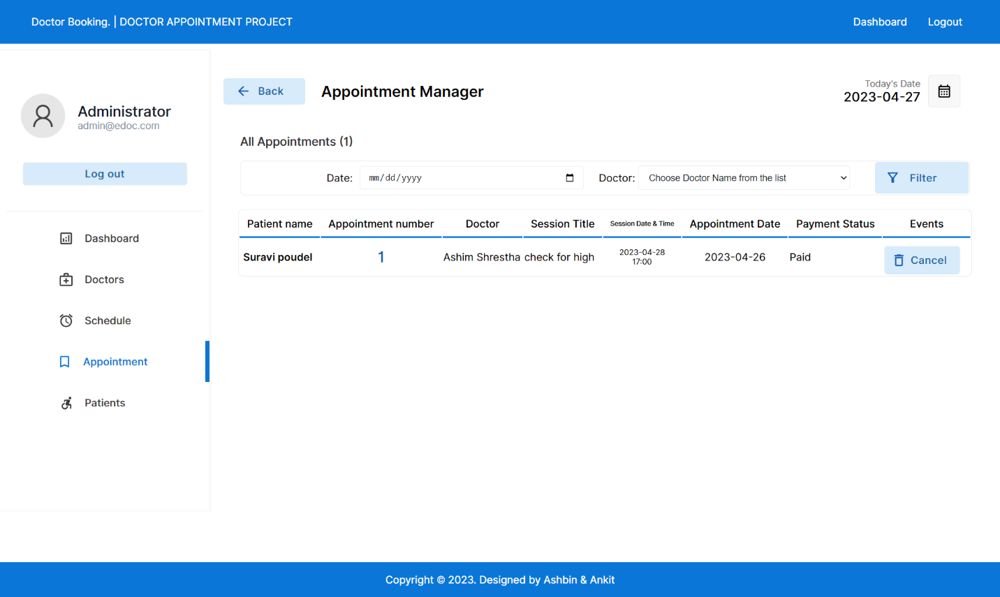 Doctor Booking. | DOCTOR APPOINTMENT PROJECT
Dashboard
Logout
Administrator
admin@edoc.com
Log out
Dashboard
Doctors
Schedule
Appointment
Patients
Back
Appointment Manager
Today's Date
2023-04-27
All Appointments (1)
Date: mm/dd/yyyy Doctor: Choose Doctor Name from the list Filter
Patient name Appointment number Doctor Session Title Session Date & Time Appointment Date Payment Status Events
Suravi poudel 1 Ashim Shrestha check for high 2023-04-28
17:00
2023-04-26 Paid Cancel
Copyright © 2023. Designed by Ashbin & Ankit